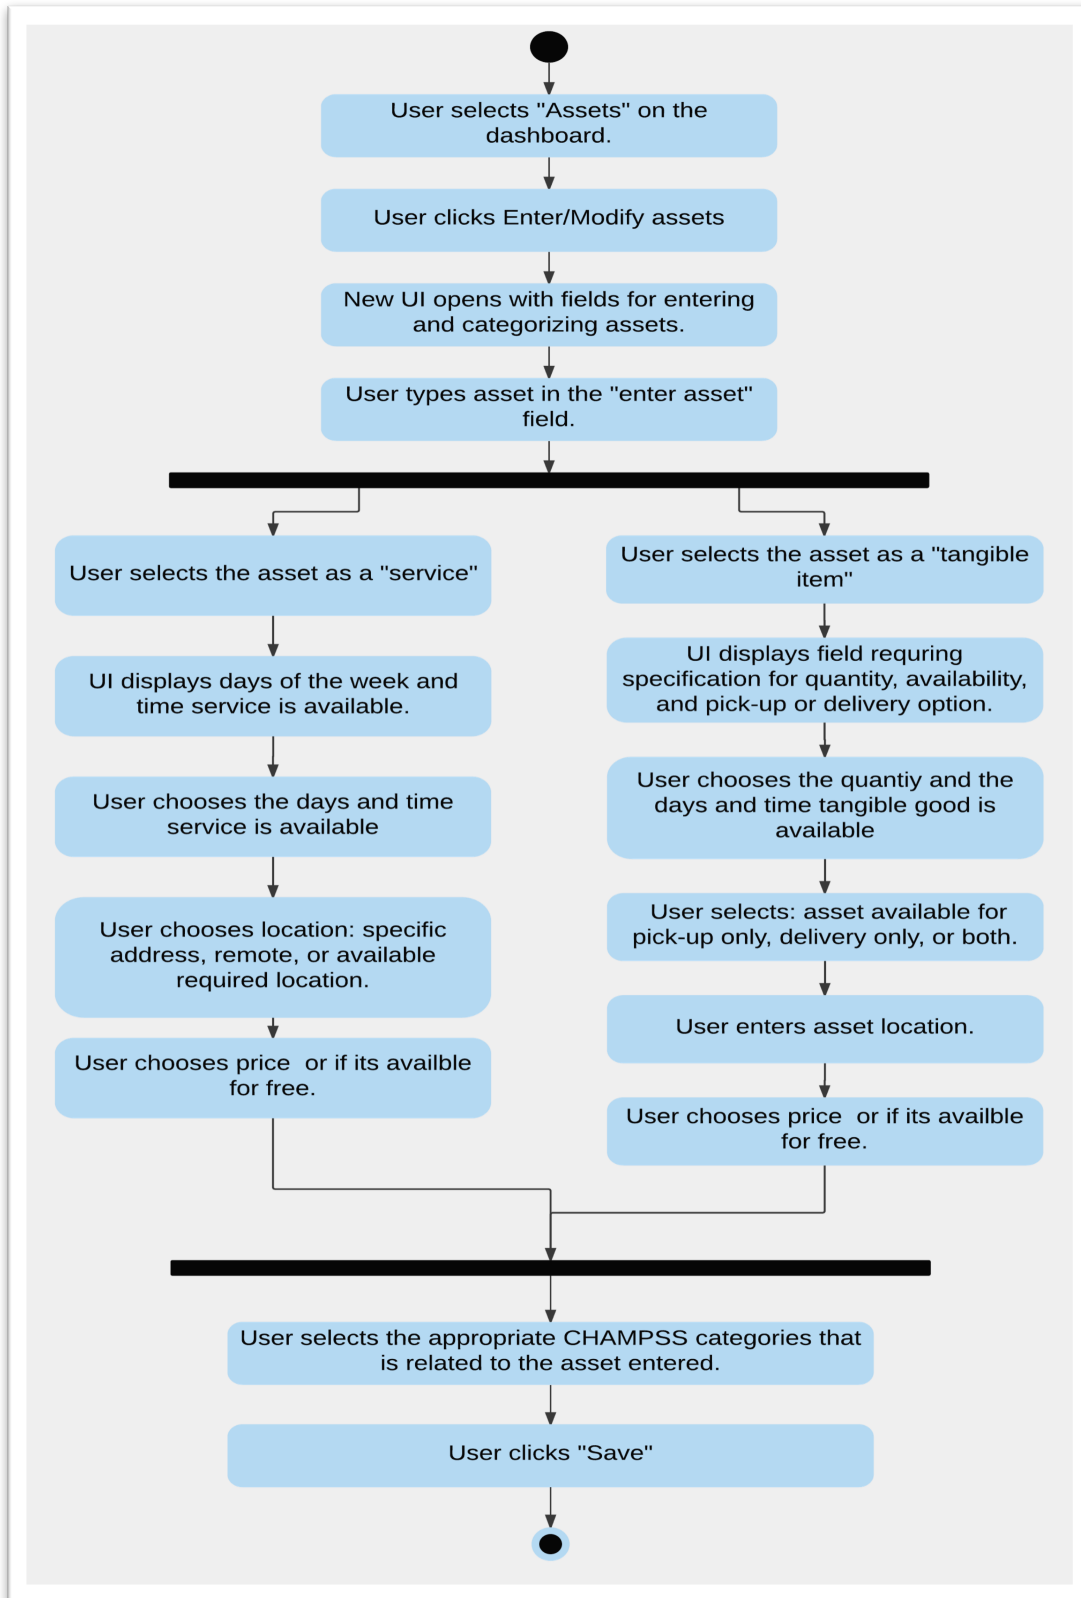 User selects "Assets" on the
dashboard.
User clicks Enter/Modify assets
New UI opens with fields for entering
and categorizing assets.
User types asset in the "enter asset"
field.
User selects the asset as a "service"
UI displays days of the week and
time service is available.
User chooses the days and time
service is available
User chooses location: specific
address, remote, or available
required location.
User chooses price  or if its availble
for free.
User selects the asset as a "tangible
item"
UI displays field requring
specification for quantity, availability,
and pick-up or delivery option.
User chooses the quantiy and the
days and time tangible good is
available
User selects: asset available for
pick-up only, delivery only, or both.
User enters asset location.
User chooses price  or if its availble
for free.
User selects the appropriate CHAMPSS categories that
is related to the asset entered.
User clicks "Save"